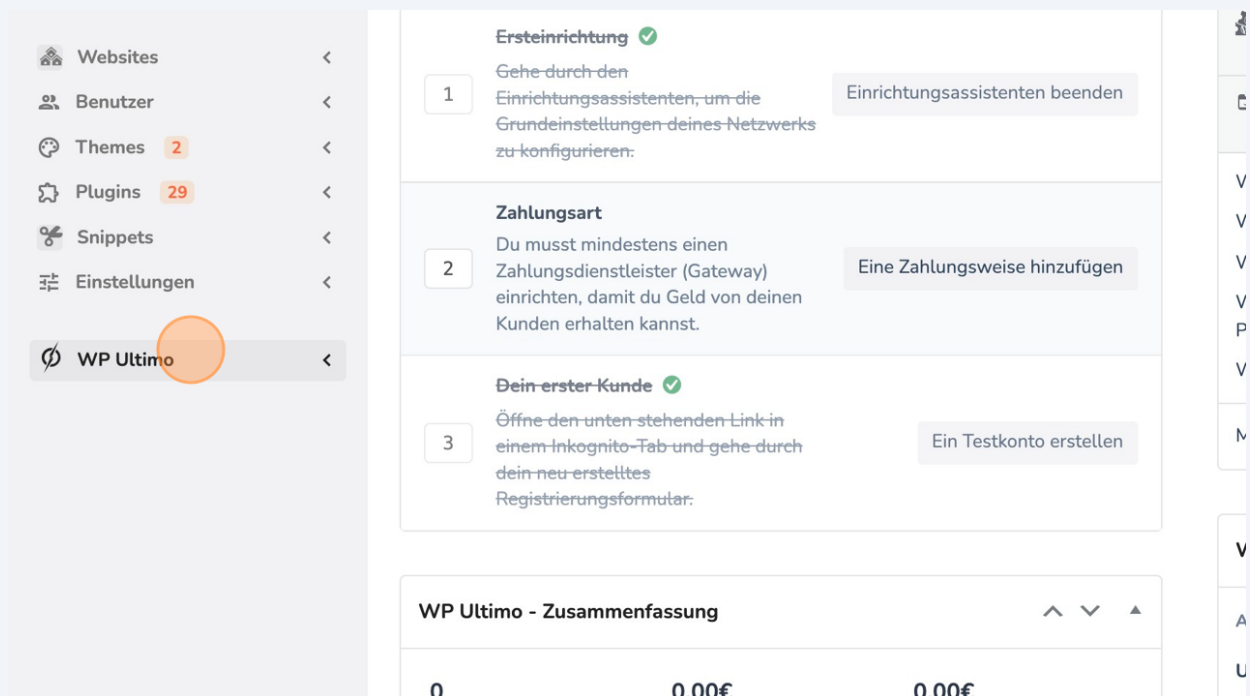 Websites
Benutzer
Themes 2
Plugins 29
Snippets
Einstellungen
WP Ultimo
Ersteinrichtung
1
Gehe durch den
Einrichtungsassistenten, um die
Grundeinstellungen deines Netzwerks
zu konfigurieren.
Einrichtungsassistenten beenden
Zahlungsart
2
Du musst mindestens einen
Zahlungsdienstleister (Gateway)
einrichten, damit du Geld von deinen
Kunden erhalten kannst.
Eine Zahlungsweise hinzufügen
Dein erster Kunde
3
Öffne den unten stehenden Link in
einem Inkognito-Tab und gehe durch
dein neu erstelltes
Registrierungsformular.
Ein Testkonto erstellen
WP Ultimo - Zusammenfassung
0 0,00€ 0,00€